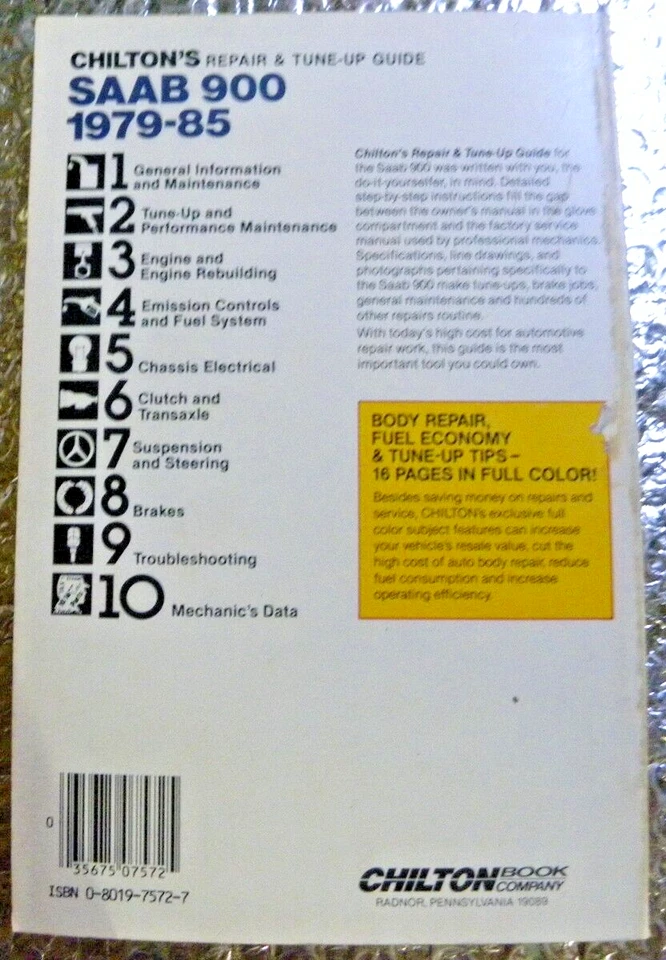 CHILTON'S REPAIR & TUNE-UP GUIDE
SAAB 900
1979-85
1 General Information
and Maintenance
2 Tune-Up and
Performance Maintenance
3 Engine and
Engine Rebuilding
4 Emission Controls
and Fuel System
5 Chassis Electrical
6 Clutch and
Transaxle
7 Suspension
and Steering
8 Brakes
9 Troubleshooting
10 Mechanic's Data
Chilton's Repair & Tune-Up Guide for
the Saab 900 was written with you, the
do-it-yourselfer, in mind. Detailed
step-by-step instructions fill the gap
between the owner's manual in the glove
compartment and the factory service
manual used by professional mechanics.
Specifications, line drawings, and
photographs pertaining specifically to
the Saab 900 make tune-ups, brake jobs,
general maintenance and hundreds of
other repairs routine.
With today's high cost for automotive
repair work, this guide is the most
important tool you could own.
BODY REPAIR,
FUEL ECONOMY
& TUNE-UP TIPS–
16 PAGES IN FULL COLOR!
Besides saving money on repairs and
service, CHILTON's exclusive full
color subject features can increase
your vehicle's resale value, cut the
high cost of auto body repair, reduce
fuel consumption and increase
operating efficiency.
0
35675 07572
ISBN 0-8019-7572-7
CHILTON BOOK
COMPANY
RADNOR, PENNSYLVANIA 19089